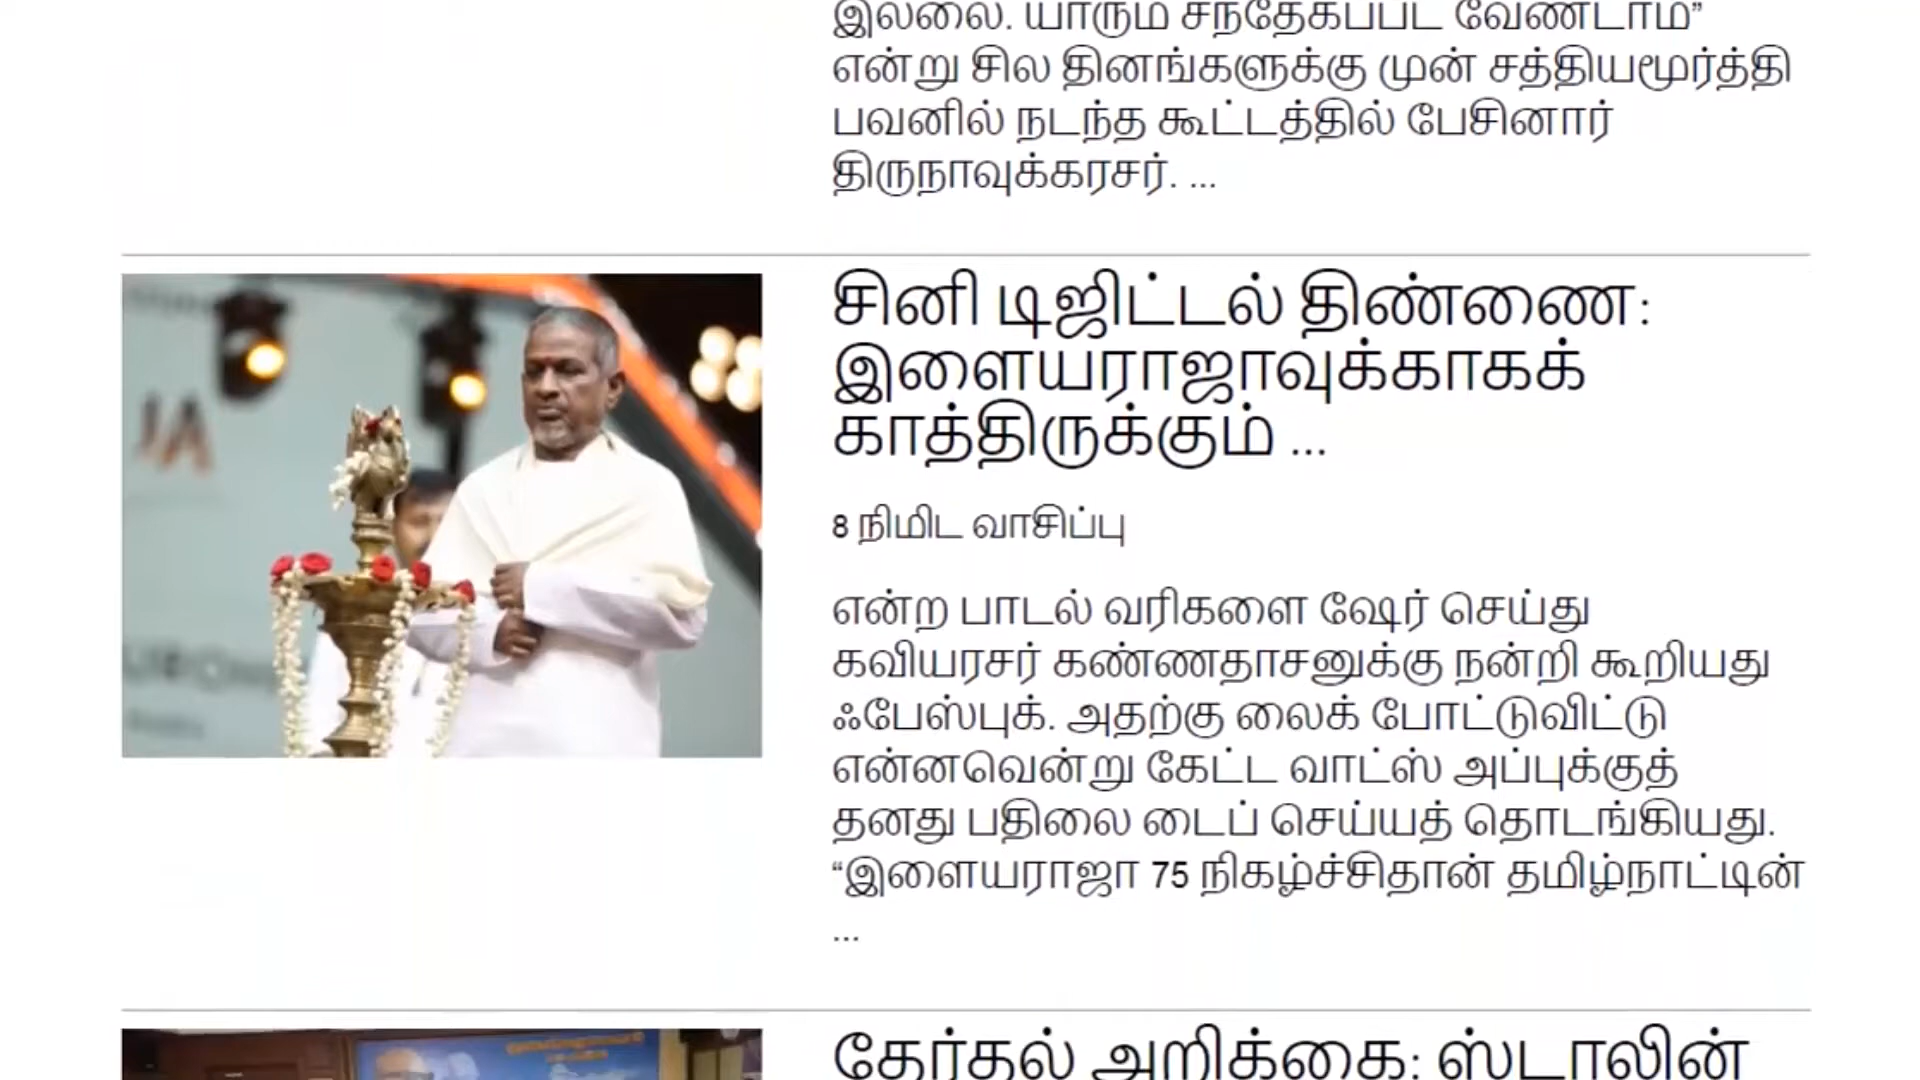 இல்லை. யாரும் சந்தேகப்பட வேண்டாம்”
என்று சில தினங்களுக்கு முன் சத்தியமூர்த்தி
பவனில் நடந்த கூட்டத்தில் பேசினார்
திருநாவுக்கரசர். ...
சினி டிஜிட்டல் திண்ணை:
இளையராஜாவுக்காகக்
காத்திருக்கும் ...
8 நிமிட வாசிப்பு
என்ற பாடல் வரிகளை ஷேர் செய்து
கவியரசர் கண்ணதாசனுக்கு நன்றி கூறியது
ஃபேஸ்புக். அதற்கு லைக் போட்டுவிட்டு
என்னவென்று கேட்ட வாட்ஸ் அப்புக்குத்
தனது பதிலை டைப் செய்யத் தொடங்கியது.
“இளையராஜா 75 நிகழ்ச்சிதான் தமிழ்நாட்டின்
...
தேர்தல் அறிக்கை: ஸ்டாலின்